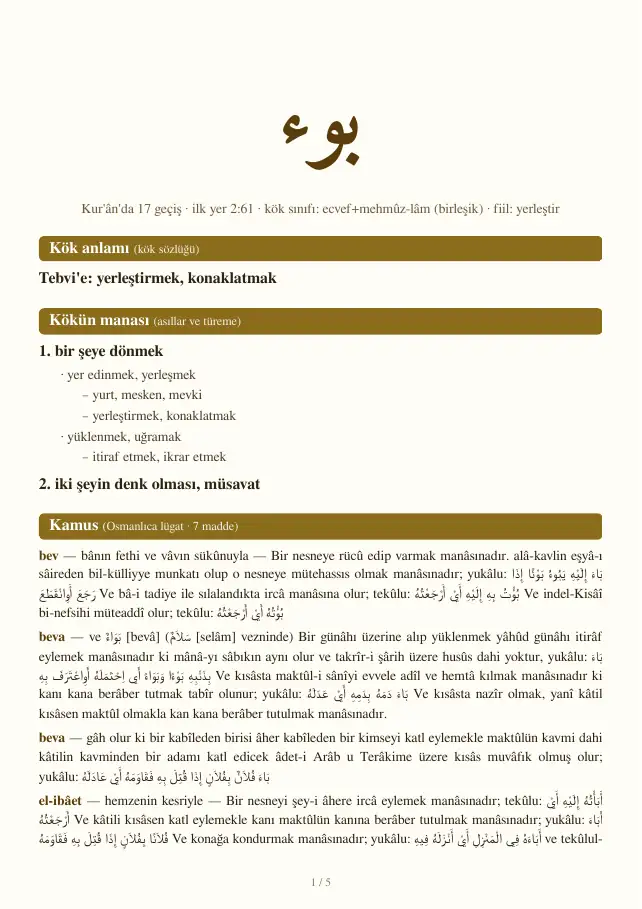 بوء
Kur'ân'da 17 geçiş · ilk yer 2:61 · kök sınıfı: ecvef+mehmûz-lâm (birleşik) · fiil: yerleştir
Kök anlamı (kök sözlüğü)
Tebvi'e: yerleştirmek, konaklatmak
Kökün manası (asıllar ve türeme)
1. bir şeye dönmek
· yer edinmek, yerleşmek
– yurt, mesken, mevki
– yerleştirmek, konaklatmak
· yüklenmek, uğramak
– itiraf etmek, ikrar etmek
2. iki şeyin denk olması, müsavat
Kamus (Osmanlıca lügat · 7 madde)
bev — bânın fethi ve vâvın sükûnuyla — Bir nesneye rücû edip varmak manâsınadır. alâ-kavlin eşyâ-ı
sâireden bil-külliyye munkatı olup o nesneye mütehassıs olmak manâsınadır; yukâlu: بَاءَ إِلَيْهِ يَبُوءُ بَوْئًا إِذَا
رَجَعَ أَوِانْقَطَعَ Ve bâ-i tadiye ile sılalandıkta ircâ manâsına olur; tekûlu: بُؤْتُ بِهِ إِلَيْهِ أَيْ أَرْجَعْتُهُ Ve indel-Kisâî
bi-nefsihi müteaddî olur; tekûlu: بُؤْتُهُ أَيْ أَرْجَعْتُهُ
beva — ve بَوَاءٌ [bevâ] (سَلاَمٌ [selâm] vezninde) Bir günâhı üzerine alıp yüklenmek yâhûd günâhı itirâf
eylemek manâsınadır ki mânâ-yı sâbıkın aynı olur ve takrîr-i şârih üzere husûs dahi yoktur, yukâlu: بَاءَ
بِذَنْبِهِ بَوْءًا وَبَوَاءً أَيِ احْتَمَلَهُ أَوِاعْتَرَفَ بِهِ Ve kısâsta maktûl-i sânîyi evvele adîl ve hemtâ kılmak manâsınadır ki
kanı kana berâber tutmak tabîr olunur; yukâlu: بَاءَ دَمَهُ بِدَمِهِ أَيْ عَدَلَهُ Ve kısâsta nazîr olmak, yanî kâtil
kısâsen maktûl olmakla kan kana berâber tutulmak manâsınadır.
beva — gâh olur ki bir kabîleden birisi âher kabîleden bir kimseyi katl eylemekle maktûlün kavmi dahi
kâtilin kavminden bir adamı katl edicek âdet-i Arâb u Terâkime üzere kısâs muvâfık olmuş olur;
yukâlu: بَاءَ فُلاَنٌ بِفُلاَنٍ إِذَا قُتِلَ بِهِ فَقَاوَمَهُ أَيْ عَادَلَهُ
el-ibâet — hemzenin kesriyle — Bir nesneyi şey-i âhere ircâ eylemek manâsınadır; tekûlu: أَبَأْتُهُ إِلَيْهِ أَيْ
أَرْجَعْتُهُ Ve kâtili kısâsen katl eylemekle kanı maktûlün kanına berâber tutulmak manâsınadır; yukâlu: أَبَاءَ
فُلاَنًا بِفُلاَنٍ إِذَا قُتِلَ بِهِ فَقَاوَمَهُ Ve konağa kondurmak manâsınadır; yukâlu: أَبَاءَهُ فِي الْمَنْزِلِ أَيْ أَنْزَلَهُ فِيهِ ve tekûlul-
1 / 5